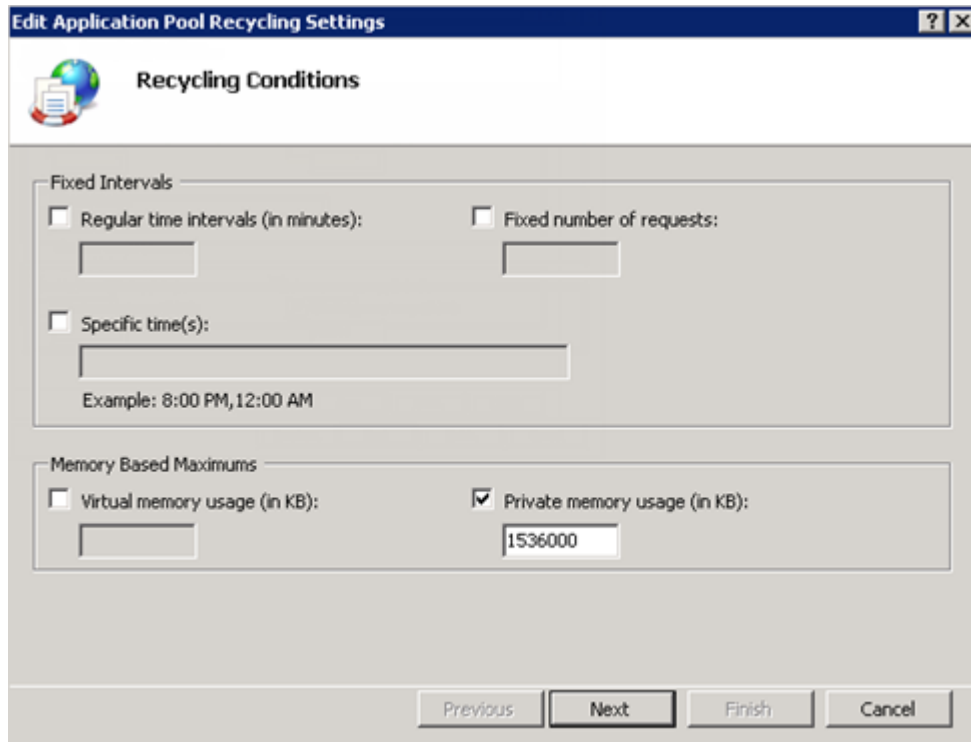 Edit Application Pool Recycling Settings
Recycling Conditions
Fixed Intervals
Regular time intervals (in minutes):
Fixed number of requests:
Specific time(s):
Example: 8:00 PM,12:00 AM
Memory Based Maximums
Virtual memory usage (in KB):
Private memory usage (in KB):
1536000
Previous
Next
Finish
Cancel